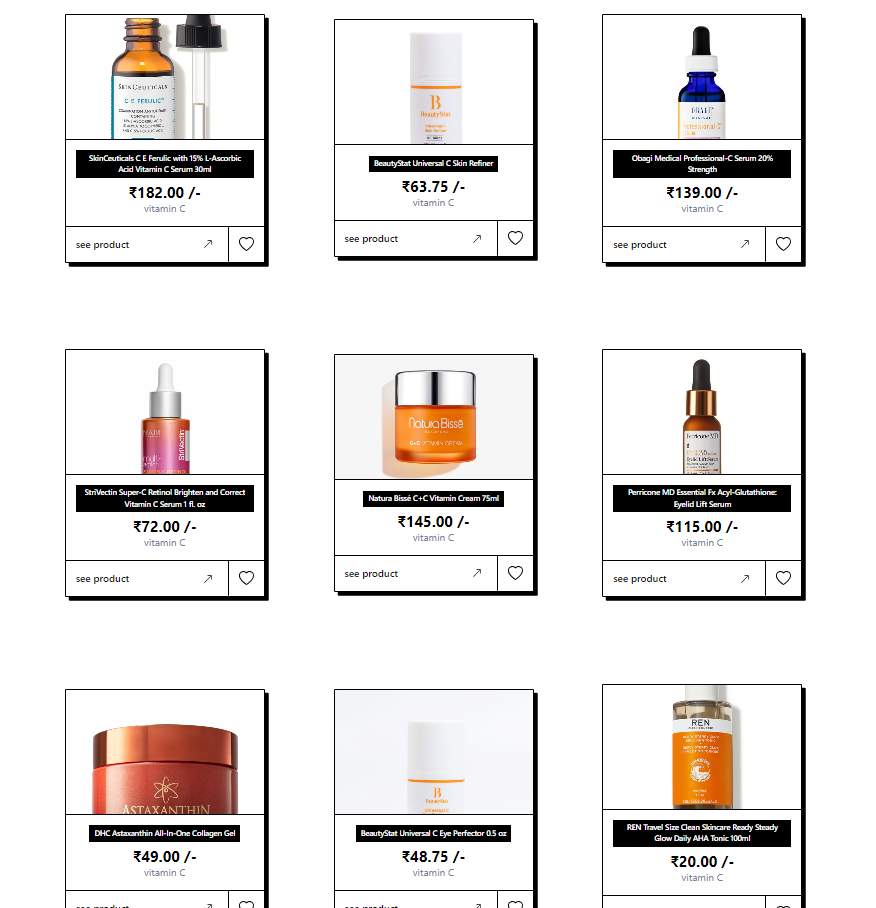 SKINCEUTICALS
C E FERULIC
SkinCeuticals C E Ferulic with 15% L-Ascorbic
Acid Vitamin C Serum 30ml
₹182.00 /-
vitamin C
see product
B
BeautyStat
BeautyStat Universal C Skin Refiner
₹63.75 /-
vitamin C
see product
OBAGI
Obagi Medical Professional-C Serum 20%
Strength
₹139.00 /-
vitamin C
see product
StriVectin
StriVectin Super-C Retinol Brighten and Correct
Vitamin C Serum 1 fl. oz
₹72.00 /-
vitamin C
see product
Natura Bissé
C+C VITAMIN CREAM
Natura Bissé C+C Vitamin Cream 75ml
₹145.00 /-
vitamin C
see product
Perricone MD
Perricone MD Essential Fx Acyl-Glutathione:
Eyelid Lift Serum
₹115.00 /-
vitamin C
see product
ASTAXANTHIN
DHC Astaxanthin All-In-One Collagen Gel
₹49.00 /-
vitamin C
see product
B
BeautyStat
BeautyStat Universal C Eye Perfector 0.5 oz
₹48.75 /-
vitamin C
see product
REN
REN Travel Size Clean Skincare Ready Steady
Glow Daily AHA Tonic 100ml
₹20.00 /-
vitamin C